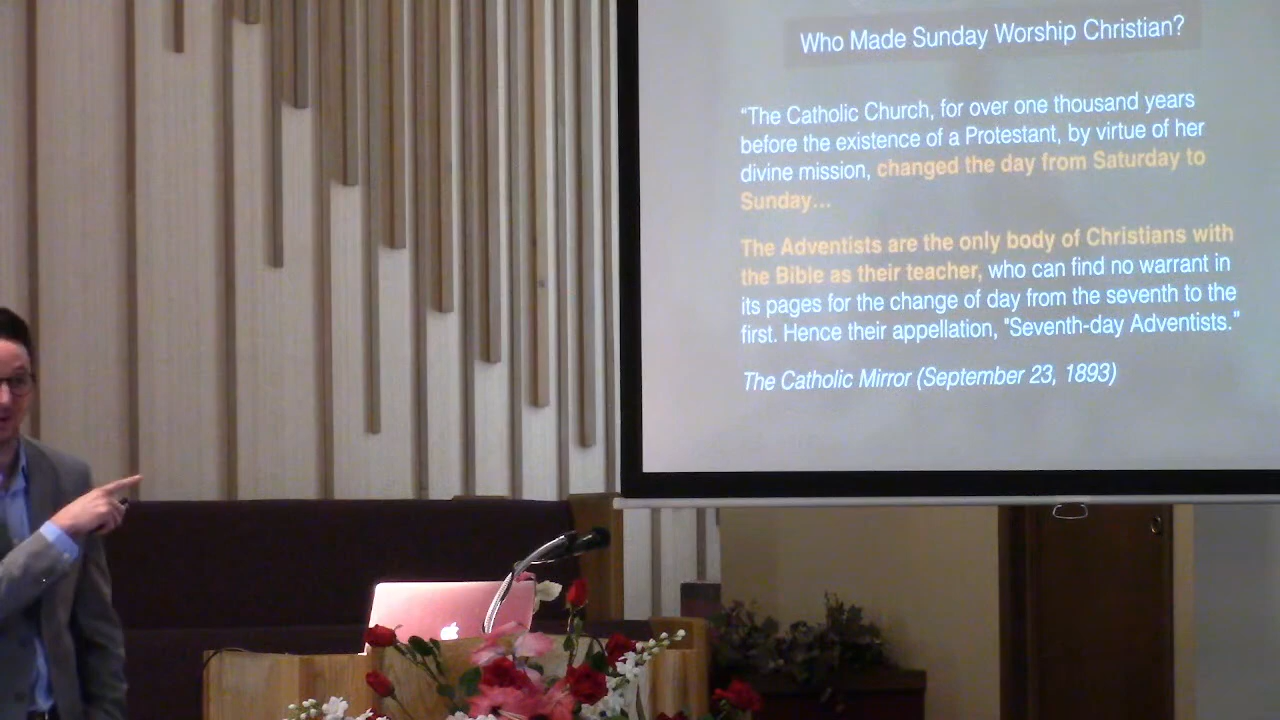 Who Made Sunday Worship Christian?
“The Catholic Church, for over one thousand years
before the existence of a Protestant, by virtue of her
divine mission, changed the day from Saturday to
Sunday…
The Adventists are the only body of Christians with
the Bible as their teacher, who can find no warrant in
its pages for the change of day from the seventh to the
first. Hence their appellation, "Seventh-day Adventists."
The Catholic Mirror (September 23, 1893)